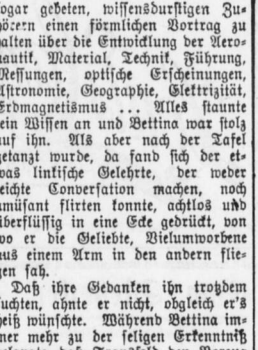 sogar gebeten, wissensdurstigen Zu-
hörern einen förmlichen Vortrag zu
halten über die Entwicklung der Aero-
nautik, Material, Technik, Führung,
Messungen, optische Erscheinungen,
Astronomie, Geographie, Elektrizität,
Erdmagnetismus ... Alles staunte
sein Wissen an und Bettina war stolz
auf ihn. Als aber nach der Tafel
getanzt wurde, da fand sich der et-
was linkische Gelehrte, der weder
leichte Conversation machen, noch
amüsant flirten konnte, achtlos und
überflüssig in eine Ecke gedrückt, von
wo er die Geliebte, Vielumworbene
aus einem Arm in den andern flie-
gen sah.
Daß ihre Gedanken ihn trotzdem
suchten, ahnte er nicht, obgleich er's
heiß wünschte. Während Bettina im-
mer mehr zu der seligen Erkenntniß